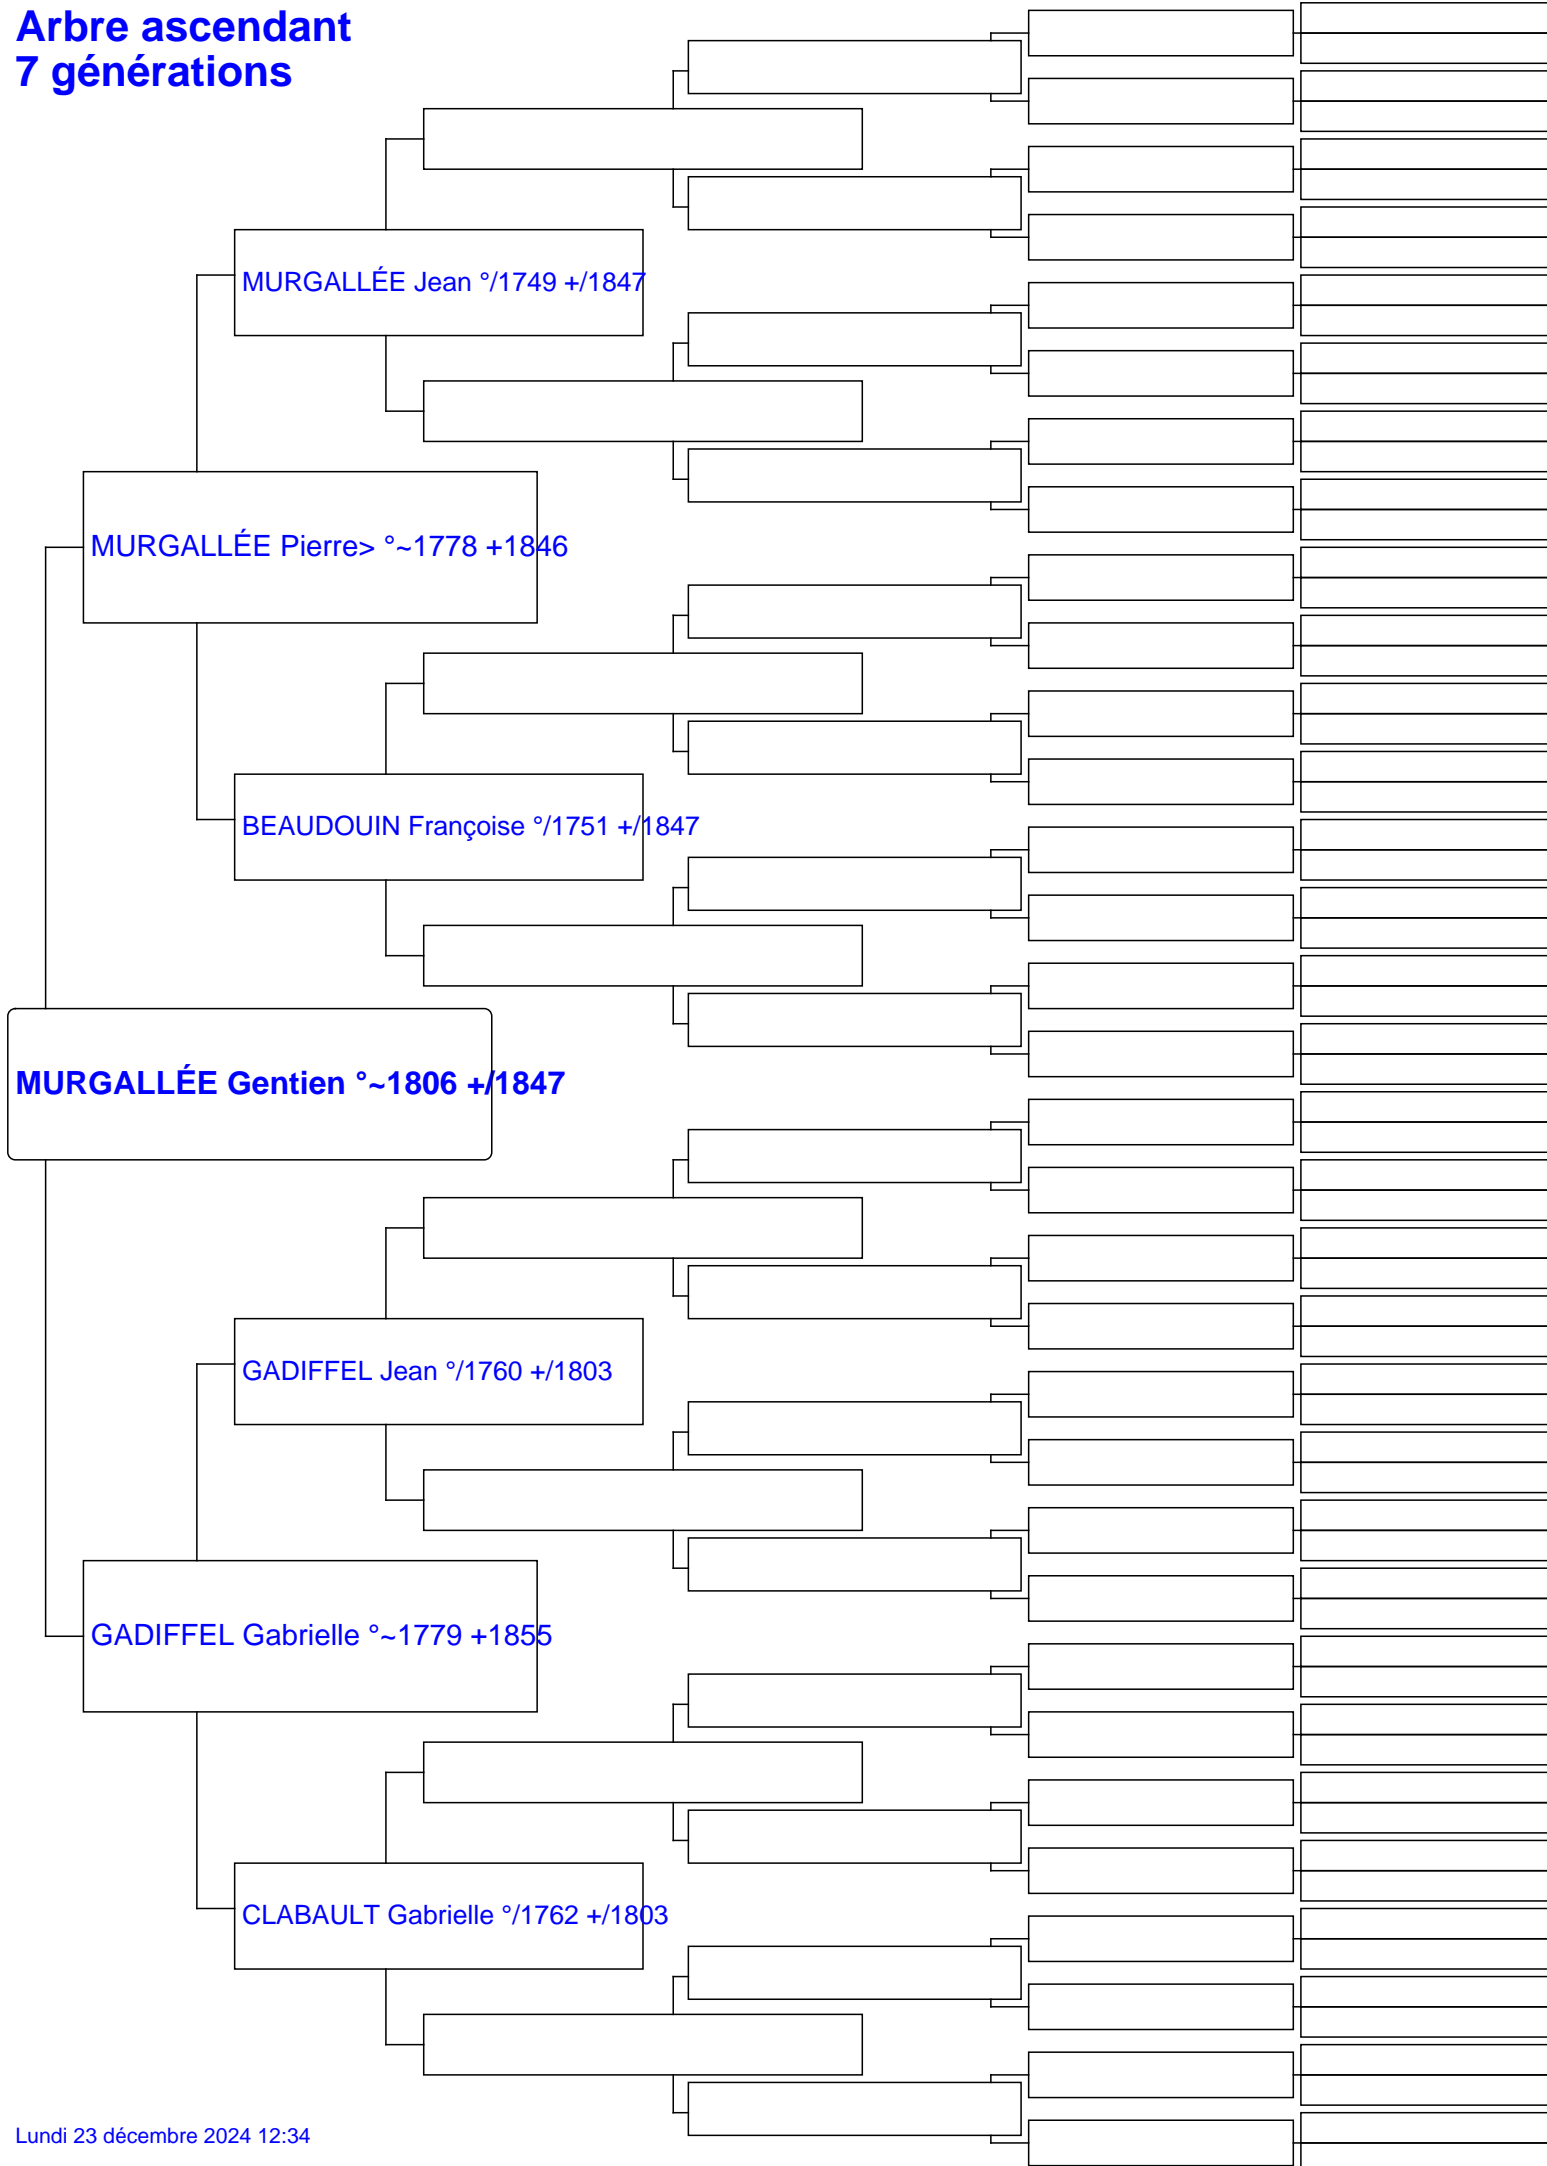 Arbre ascendant
7 générations
MURGALLÉE Jean °/1749 +/1847
MURGALLÉE Pierre> °~1778 +1846
BEAUDOUIN Françoise °/1751 +/1847
MURGALLÉE Gentien °~1806 +/1847
GADIFFEL Jean °/1760 +/1803
GADIFFEL Gabrielle °~1779 +1855
CLABAULT Gabrielle °/1762 +/1803
Lundi 23 décembre 2024 12:34